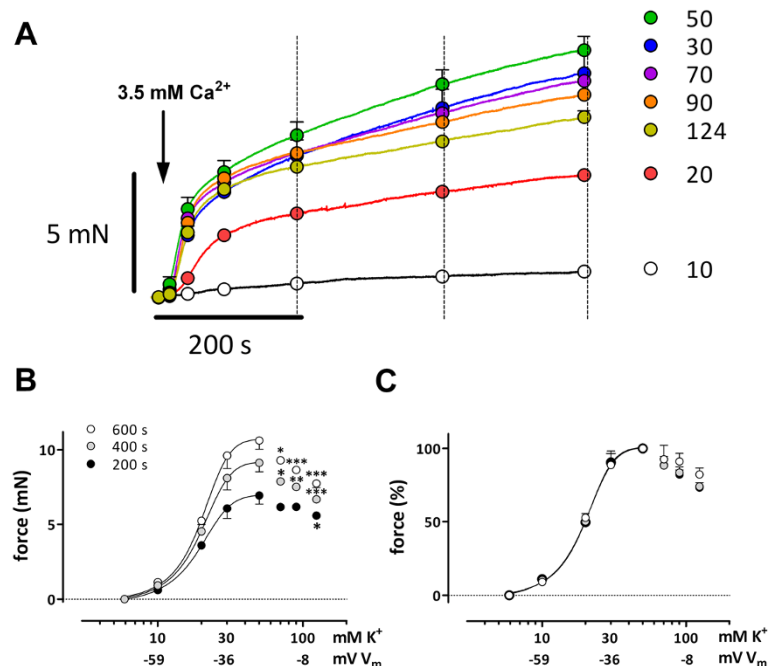 A
3.5 mM Ca²⁺
5 mN
200 s
50
30
70
90
124
20
10
B
600 s
400 s
200 s
force (mN)
10
5
0
*
*
***
**
***
***
*
10 30 100 mM K⁺
-59 -36 -8 mV Vₘ
C
force (%)
100
50
0
10 30 100 mM K⁺
-59 -36 -8 mV Vₘ